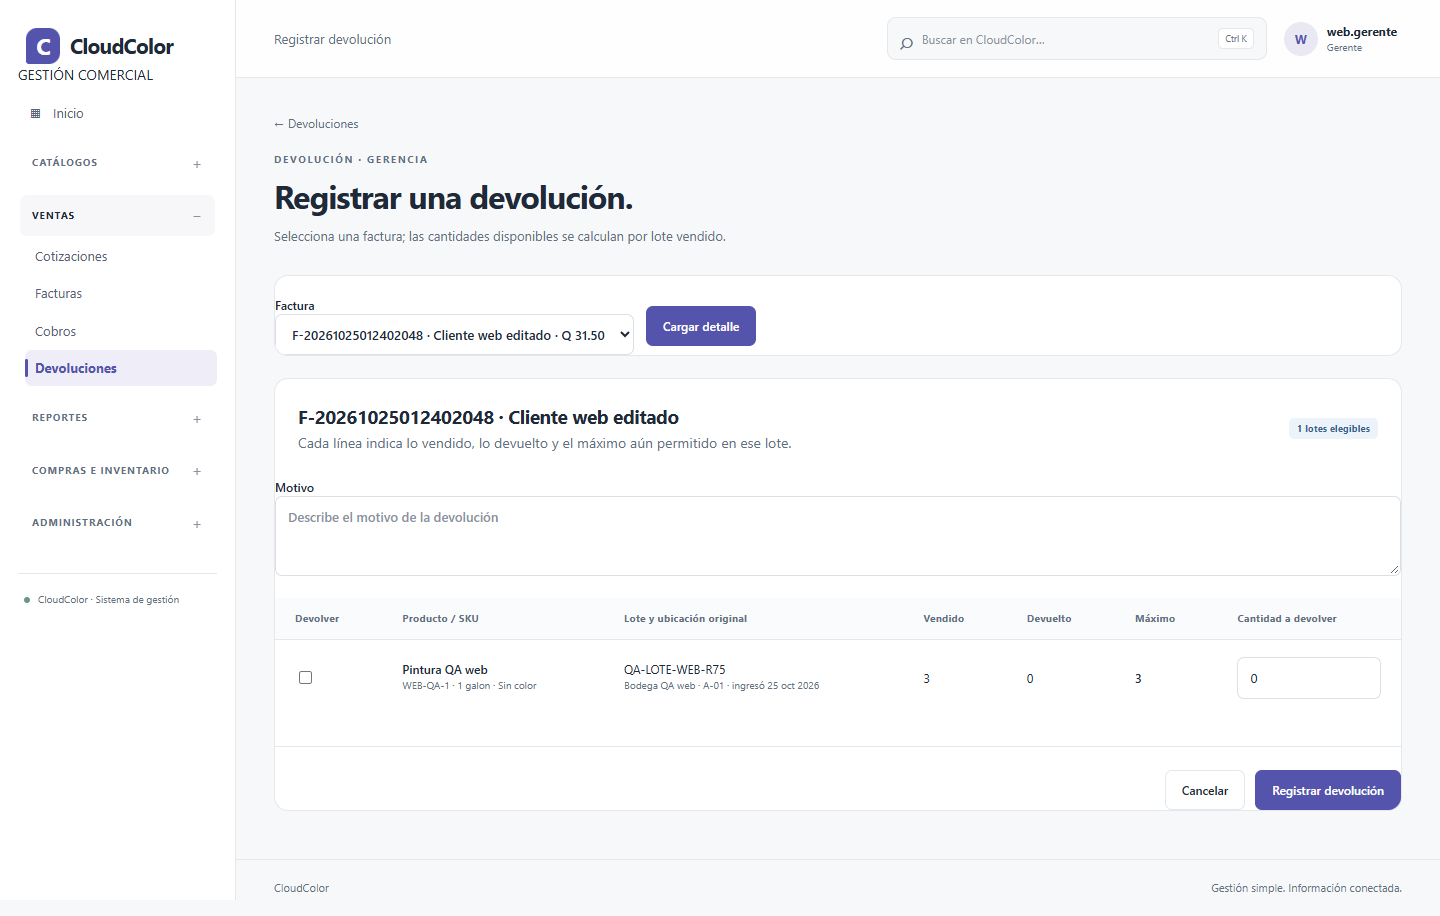 C CloudColor
GESTIÓN COMERCIAL
Inicio
CATÁLOGOS +
VENTAS −
Cotizaciones
Facturas
Cobros
Devoluciones
REPORTES +
COMPRAS E INVENTARIO +
ADMINISTRACIÓN +
CloudColor · Sistema de gestión
Registrar devolución
Buscar en CloudColor...
Ctrl K
W
web.gerente
Gerente
← Devoluciones
DEVOLUCIÓN · GERENCIA
Registrar una devolución.
Selecciona una factura; las cantidades disponibles se calculan por lote vendido.
Factura
F-20261025012402048 · Cliente web editado · Q 31.50
Cargar detalle
F-20261025012402048 · Cliente web editado
Cada línea indica lo vendido, lo devuelto y el máximo aún permitido en ese lote.
1 lotes elegibles
Motivo
Describe el motivo de la devolución
Devolver Producto / SKU Lote y ubicación original Vendido Devuelto Máximo Cantidad a devolver
Pintura QA web QA-LOTE-WEB-R75 3 0 3 0
WEB-QA-1 · 1 galon · Sin color Bodega QA web · A-01 · ingresó 25 oct 2026
Cancelar
Registrar devolución
CloudColor
Gestión simple. Información conectada.